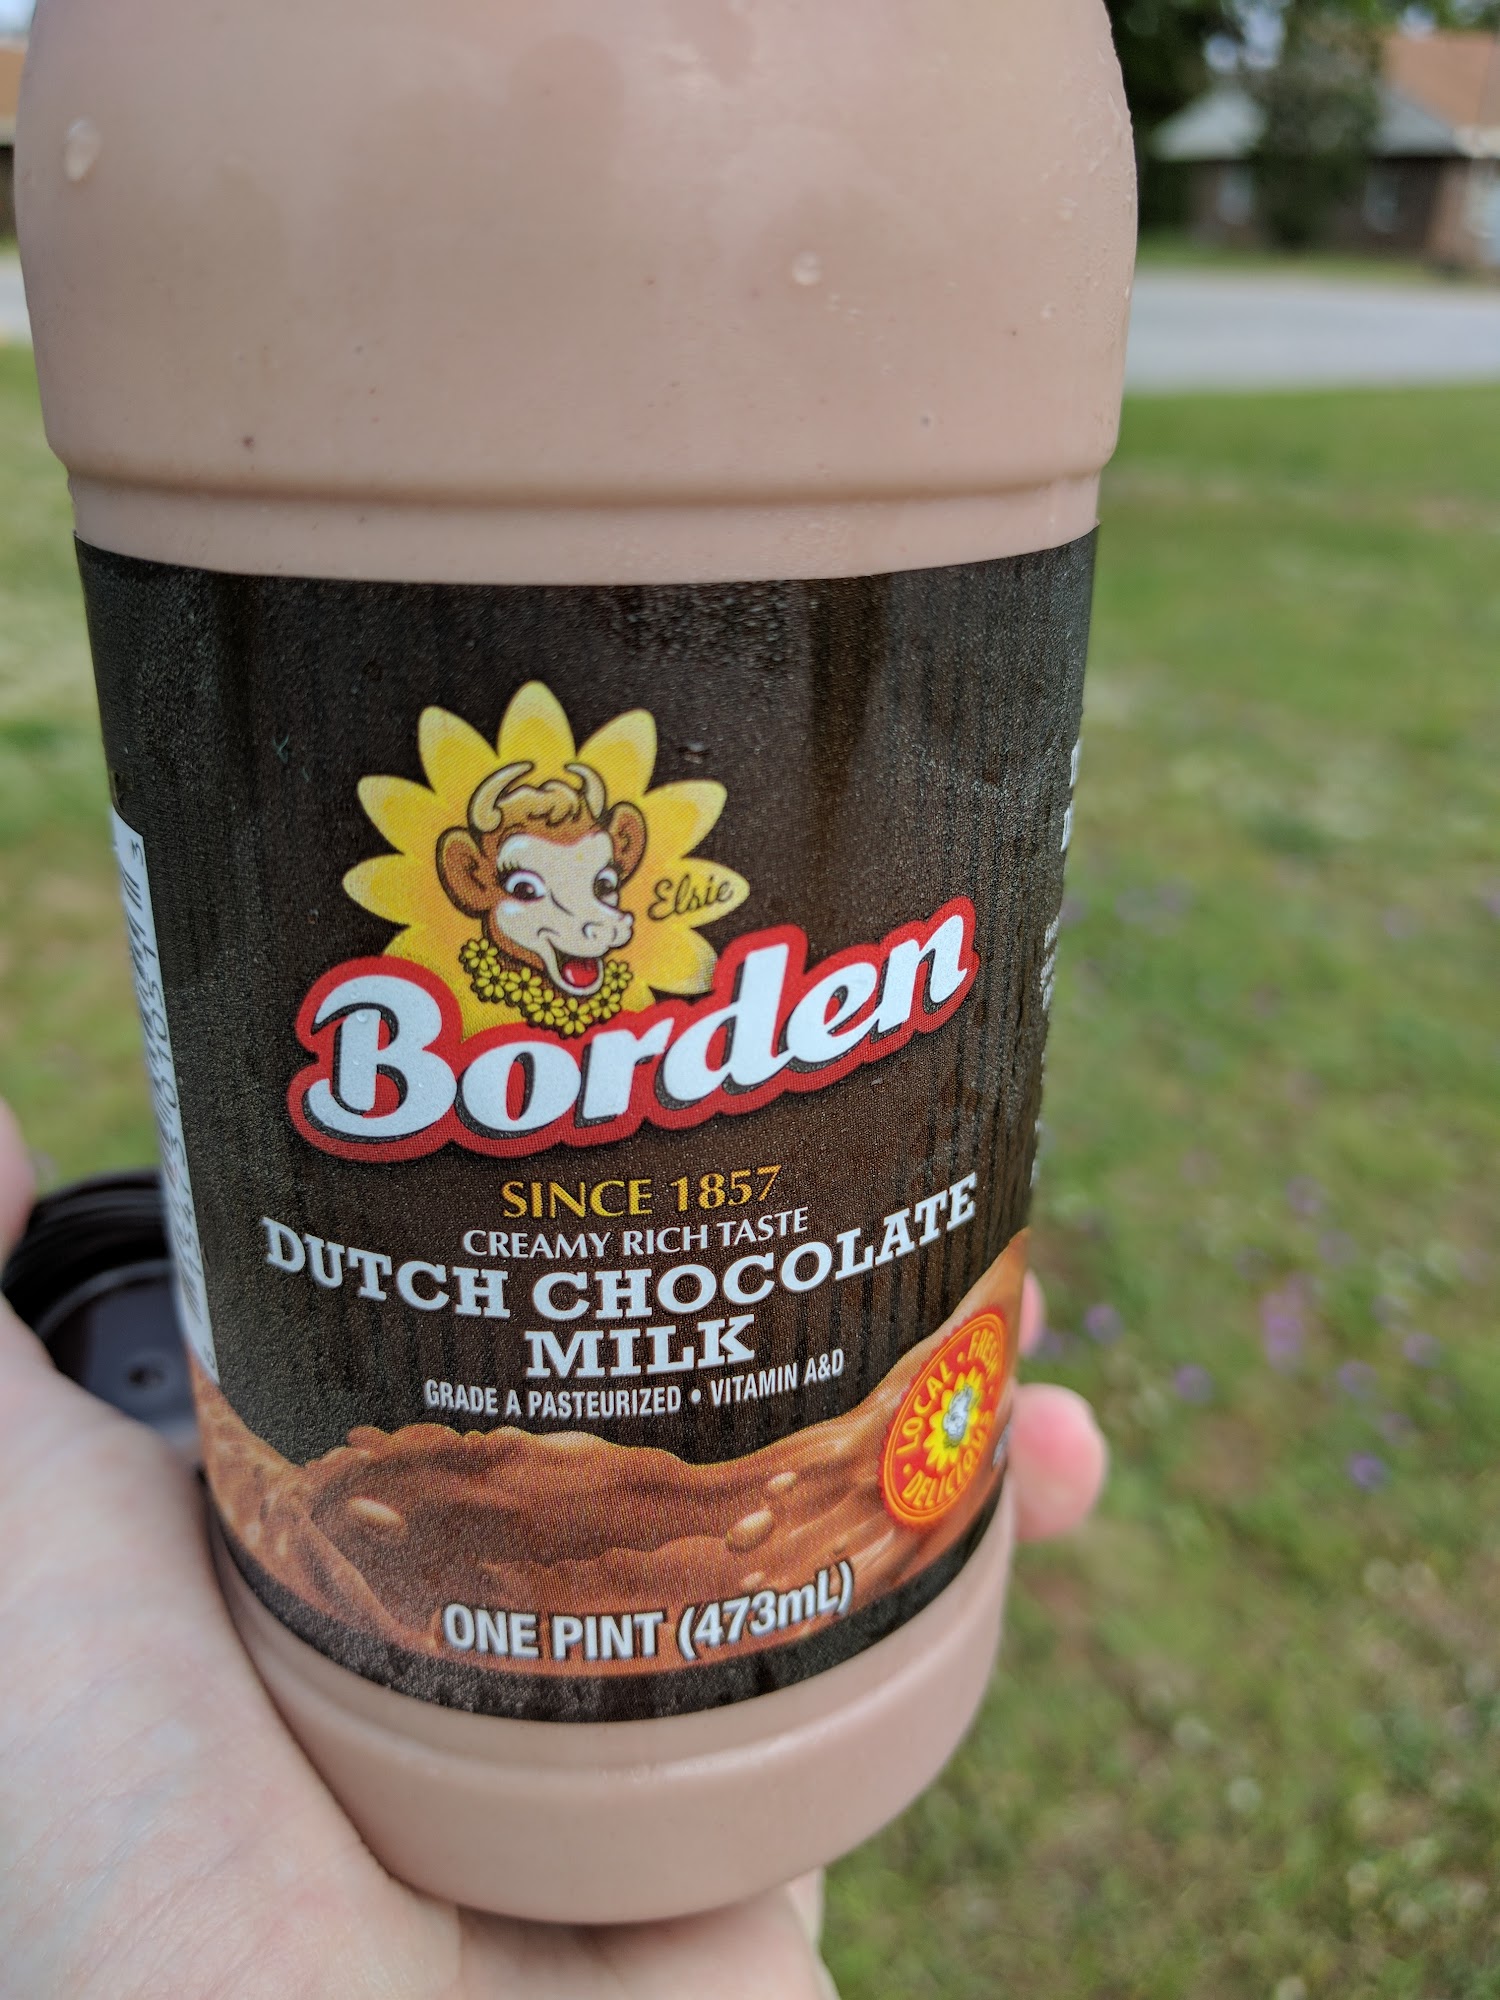 Elsie
Borden
SINCE 1857
CREAMY RICH TASTE
DUTCH CHOCOLATE
MILK
GRADE A PASTEURIZED • VITAMIN A&D
LOCAL • FRESH
• DELICIOUS
ONE PINT (473mL)